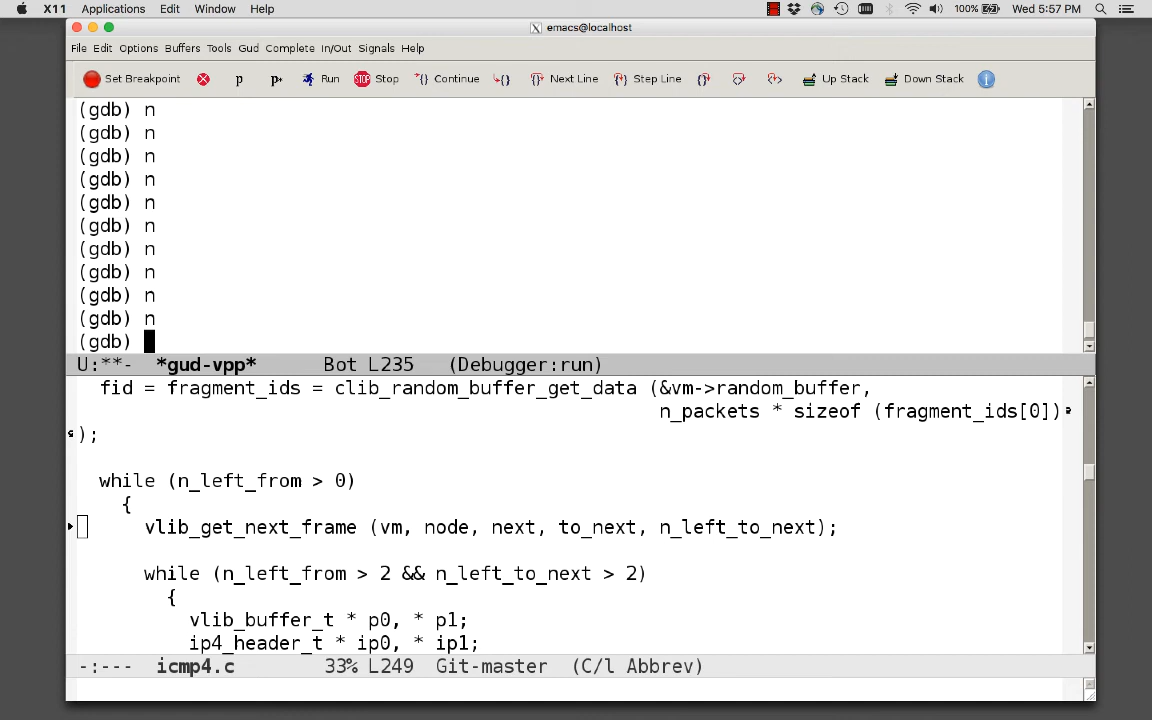 X11 Applications Edit Window Help 100% Wed 5:57 PM
emacs@localhost
File Edit Options Buffers Tools Gud Complete In/Out Signals Help
Set Breakpoint p p* Run STOP Stop Continue Next Line Step Line Up Stack Down Stack
(gdb) n
(gdb) n
(gdb) n
(gdb) n
(gdb) n
(gdb) n
(gdb) n
(gdb) n
(gdb) n
(gdb) n
(gdb)
U:**- *gud-vpp* Bot L235 (Debugger:run)
fid = fragment_ids = clib_random_buffer_get_data (&vm->random_buffer,
n_packets * sizeof (fragment_ids[0])
);
while (n_left_from > 0)
{
vlib_get_next_frame (vm, node, next, to_next, n_left_to_next);
while (n_left_from > 2 && n_left_to_next > 2)
{
vlib_buffer_t * p0, * p1;
ip4_header_t * ip0, * ip1;
-:--- icmp4.c 33% L249 Git-master (C/l Abbrev)